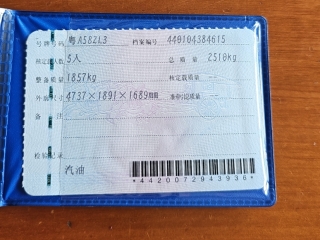 号牌号码 粤A582L3 档案编号 440104384615
核定载人数 5人 总质量 2510kg
整备质量 1857kg 核定载质量 --
外廓尺寸 4737×1891×1689mm 准牵引总质量 --
备注
检验记录
汽油
*4420072943936*